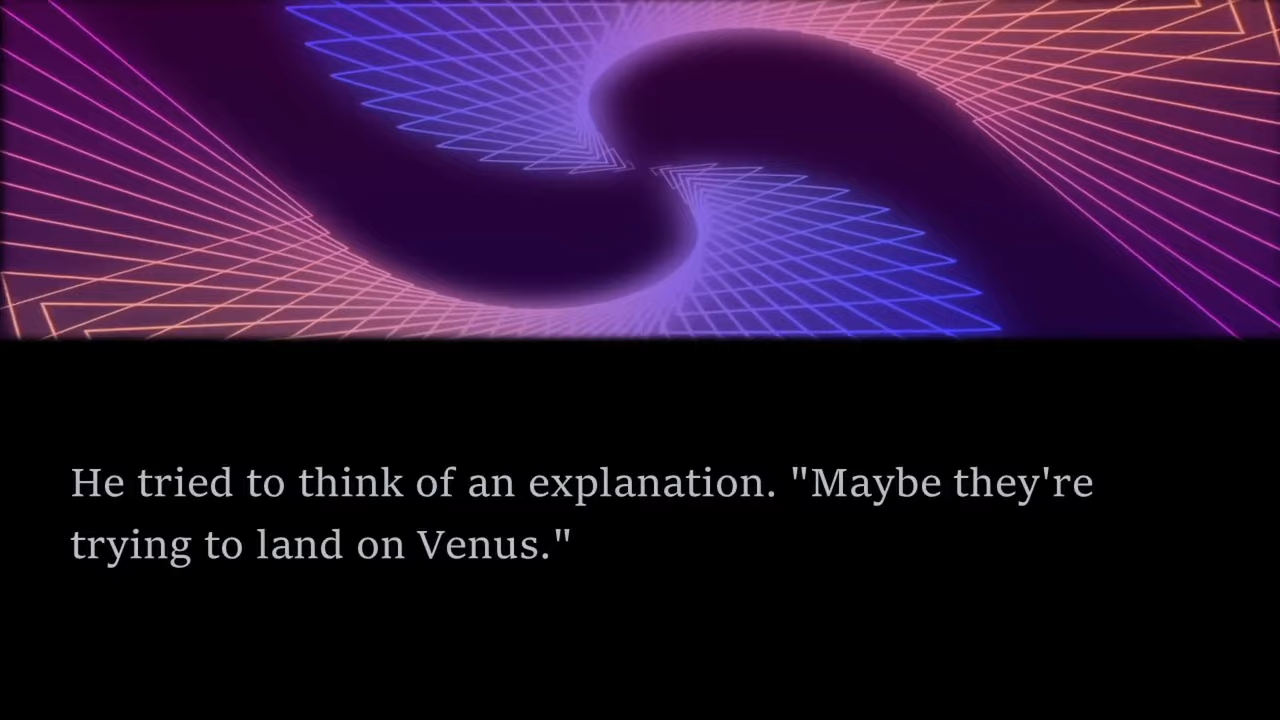 He tried to think of an explanation. "Maybe they're
trying to land on Venus."